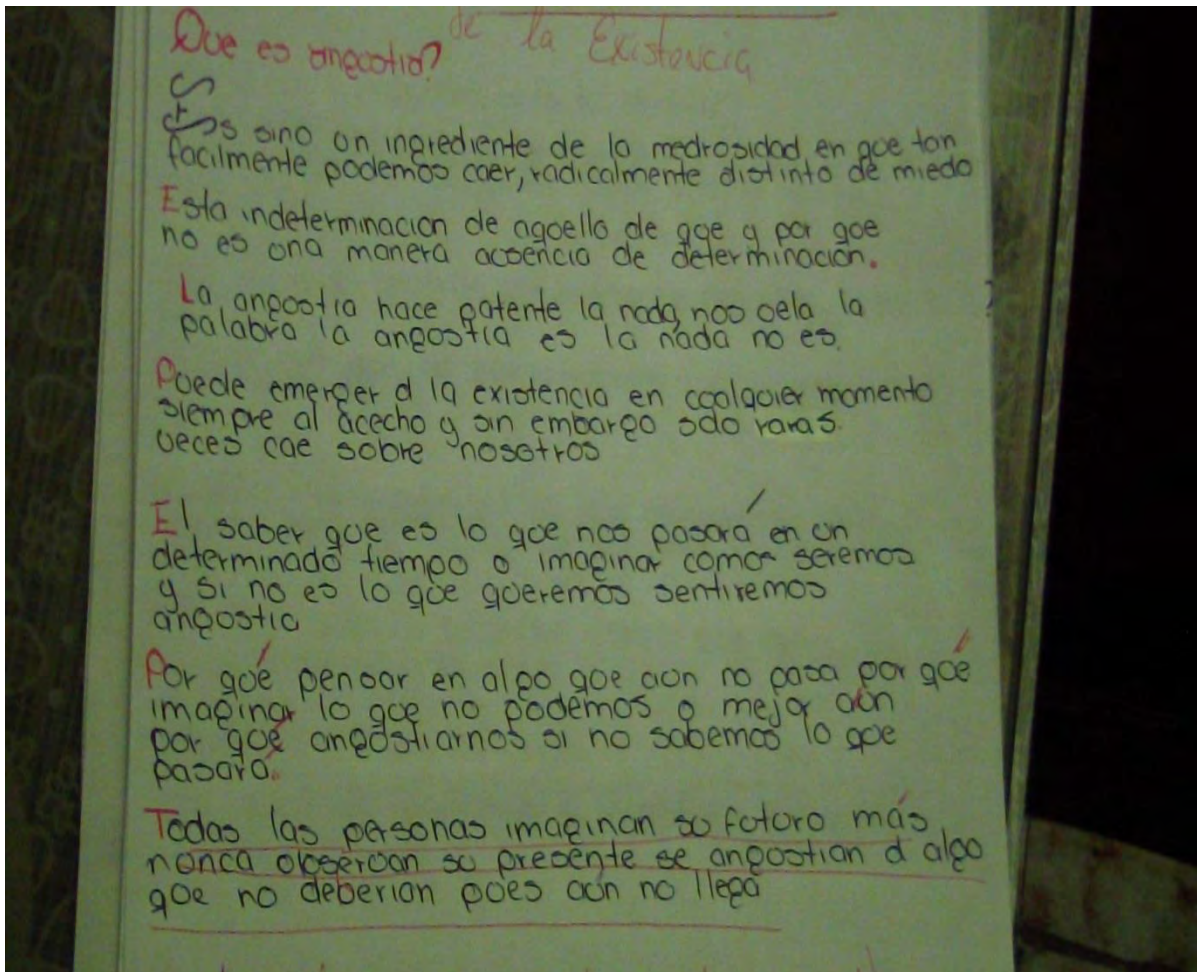 de la Existencia
Que es angustia?
Es sino un ingrediente de la medrosidad en que tan
facilmente podemos caer, radicalmente distinto de miedo
Esta indeterminacion de aquello de que y por que
no es una manera ausencia de determinación.
La angustia hace patente la nada nos vela la
palabra la angustia es la nada no es.
Puede emerger d la existencia en cualquier momento
siempre al acecho y sin embargo solo raras.
veces cae sobre nosotros
El saber que es lo que nos pasará en un
determinado tiempo o imaginar como seremos
y si no es lo que queremos sentiremos
angustia
Por qué pensar en algo que aun no pasa por qué
imaginar lo que no podemos o mejor aún
por qué angustiarnos si no sabemos lo que
pasará.
Todas las personas imaginan su futuro más
nunca observan su presente se angustian d algo
que no deberian pues aún no llega